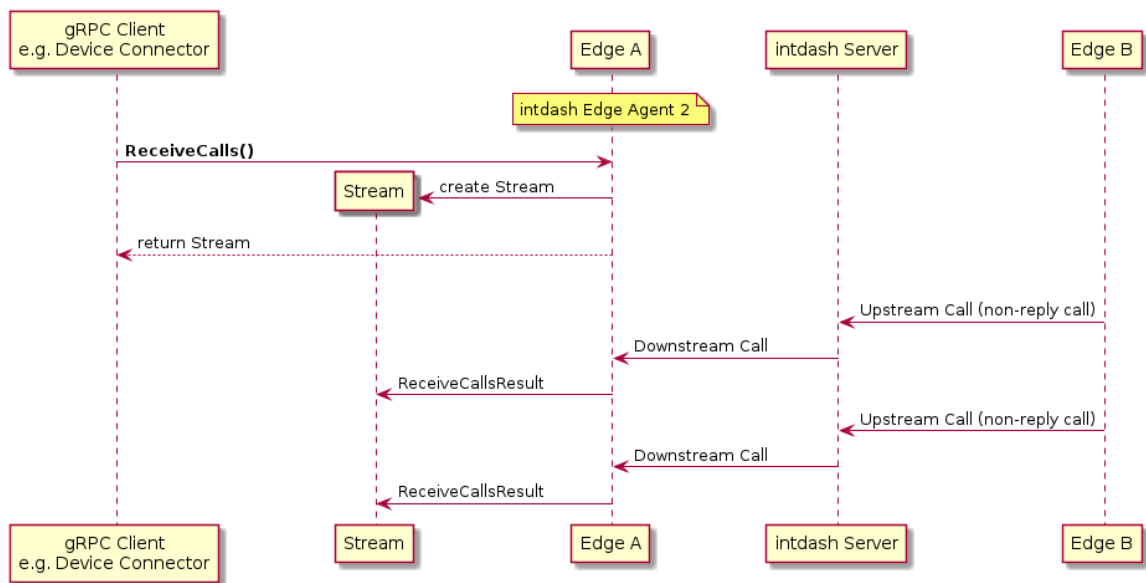 gRPC Client
e.g. Device Connector
Edge A
intdash Server
Edge B
intdash Edge Agent 2
ReceiveCalls()
Stream
create Stream
return Stream
Upstream Call (non-reply call)
Downstream Call
ReceiveCallsResult
Upstream Call (non-reply call)
Downstream Call
ReceiveCallsResult
gRPC Client
e.g. Device Connector
Stream
Edge A
intdash Server
Edge B